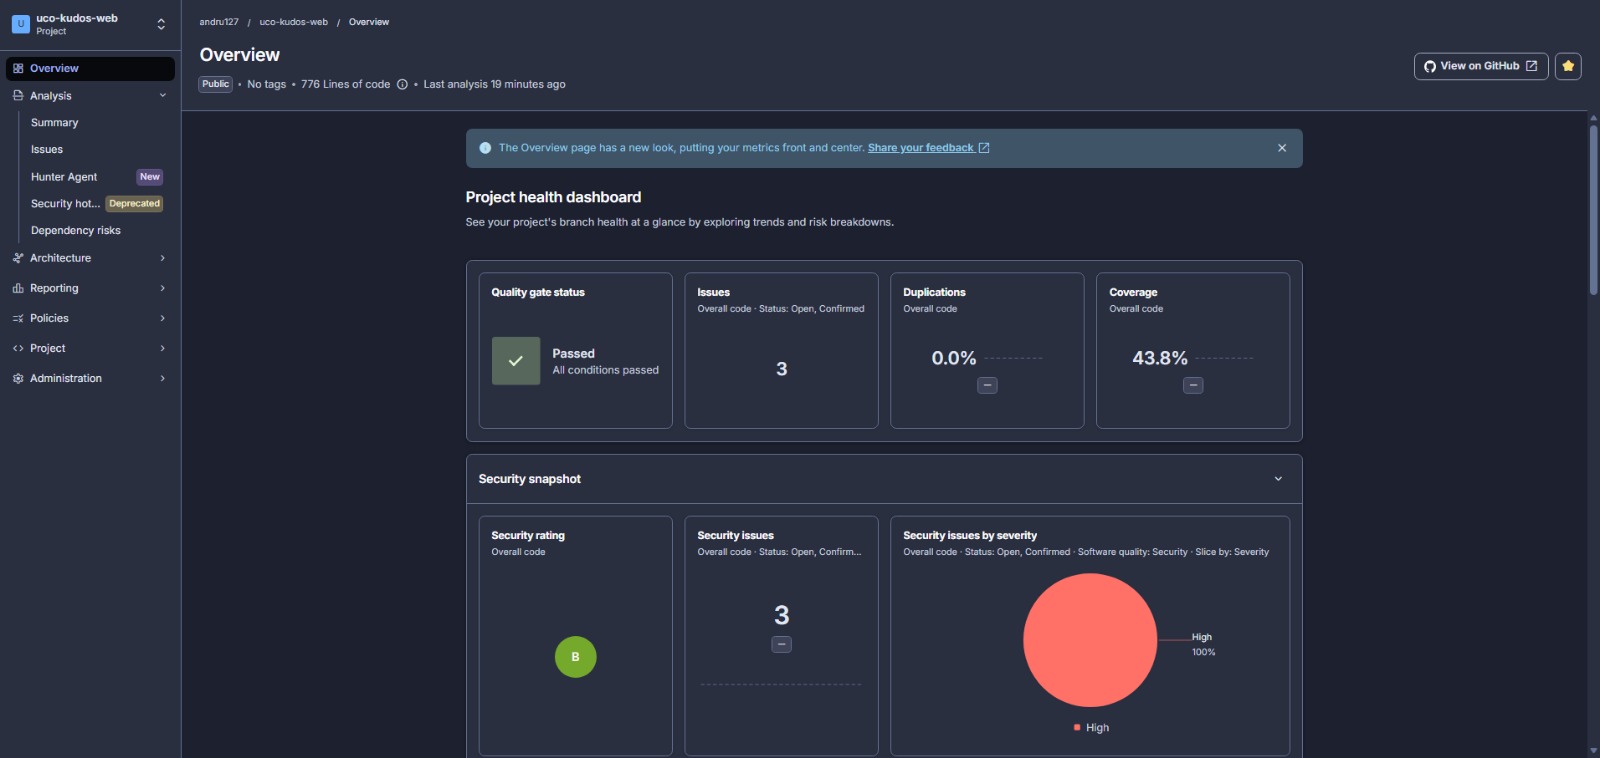 uco-kudos-web
Project
U
Overview
Analysis
Summary
Issues
Hunter Agent New
Security hot... Deprecated
Dependency risks
Architecture
Reporting
Policies
Project
Administration
andru127 / uco-kudos-web / Overview
Overview
Public • No tags • 776 Lines of code • Last analysis 19 minutes ago
View on GitHub
The Overview page has a new look, putting your metrics front and center. Share your feedback
Project health dashboard
See your project's branch health at a glance by exploring trends and risk breakdowns.
Quality gate status
Passed
All conditions passed
Issues
Overall code · Status: Open, Confirmed
3
Duplications
Overall code
0.0%
Coverage
Overall code
43.8%
Security snapshot
Security rating
Overall code
B
Security issues
Overall code · Status: Open, Confirm...
3
Security issues by severity
Overall code · Status: Open, Confirmed · Software quality: Security · Slice by: Severity
High
100%
High